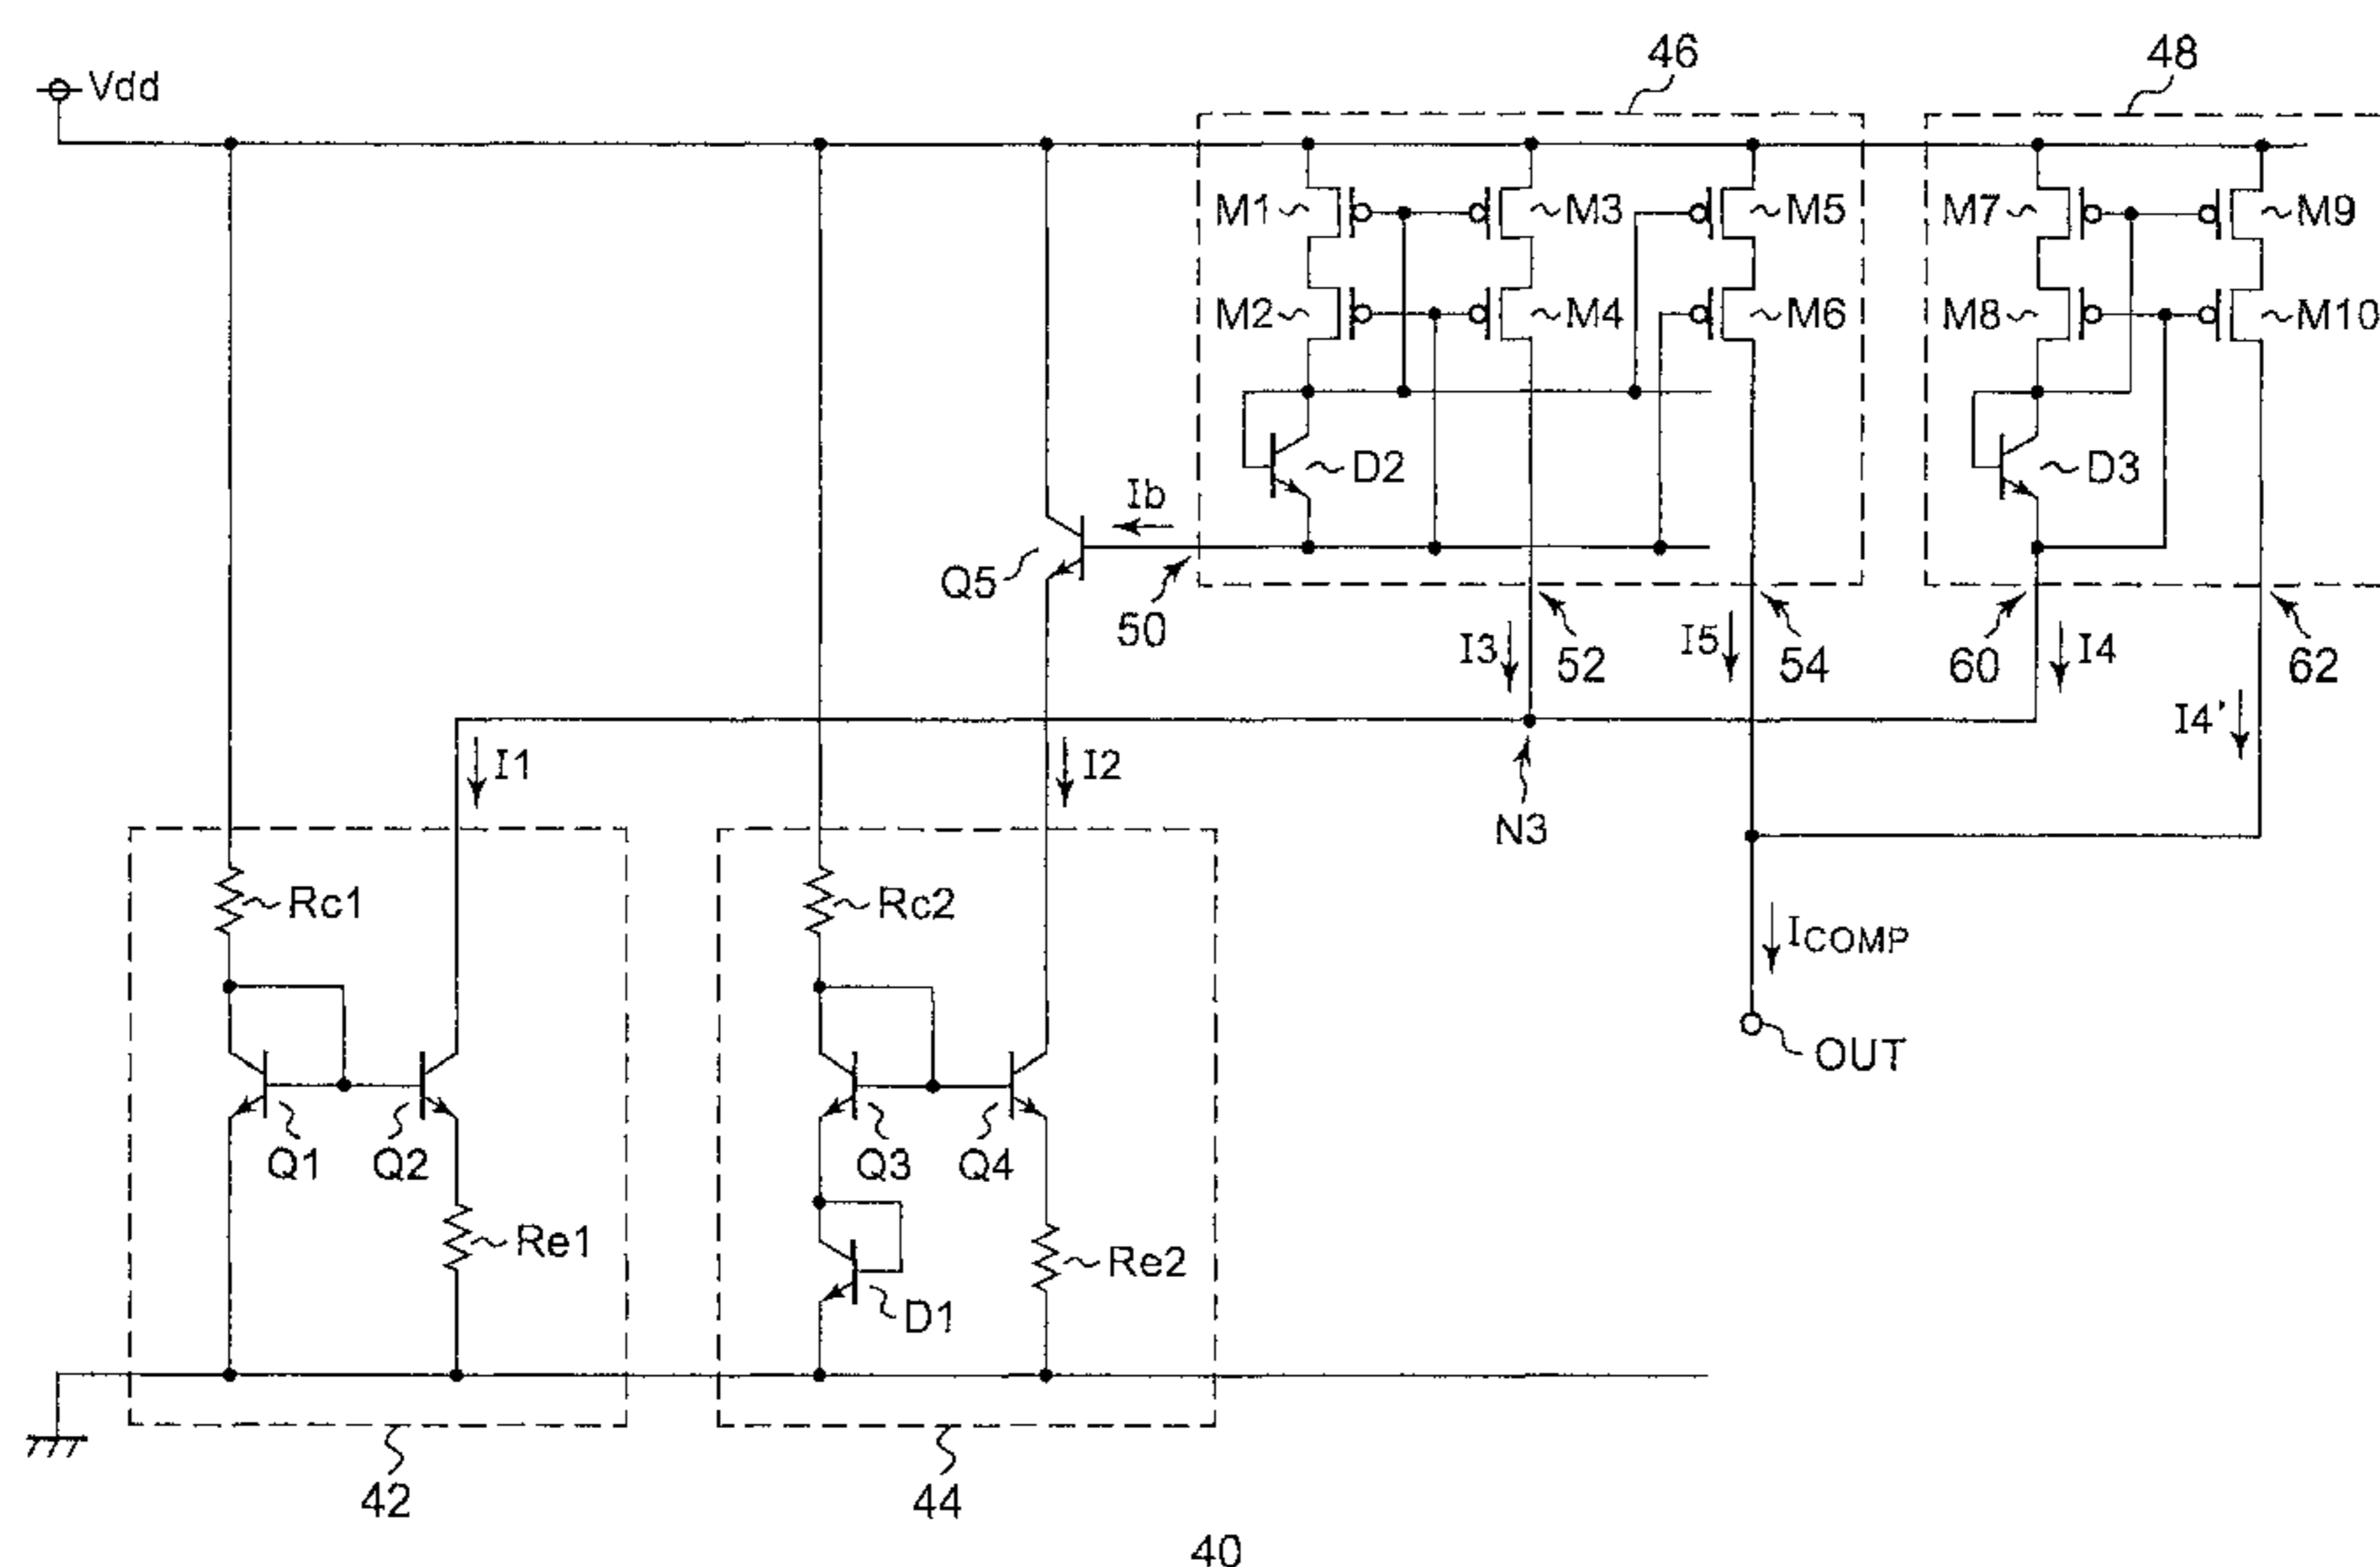 46
48
Vdd
M1
M3
M5
M7
M9
M2
M4
M6
M8
M10
D2
D3
Ib
Q5
50
I3
52
I5
54
60
I4
62
I4'
I1
I2
N3
Rc1
Rc2
ICOMP
OUT
Q1
Q2
Q3
Q4
Re1
Re2
D1
42
44
40